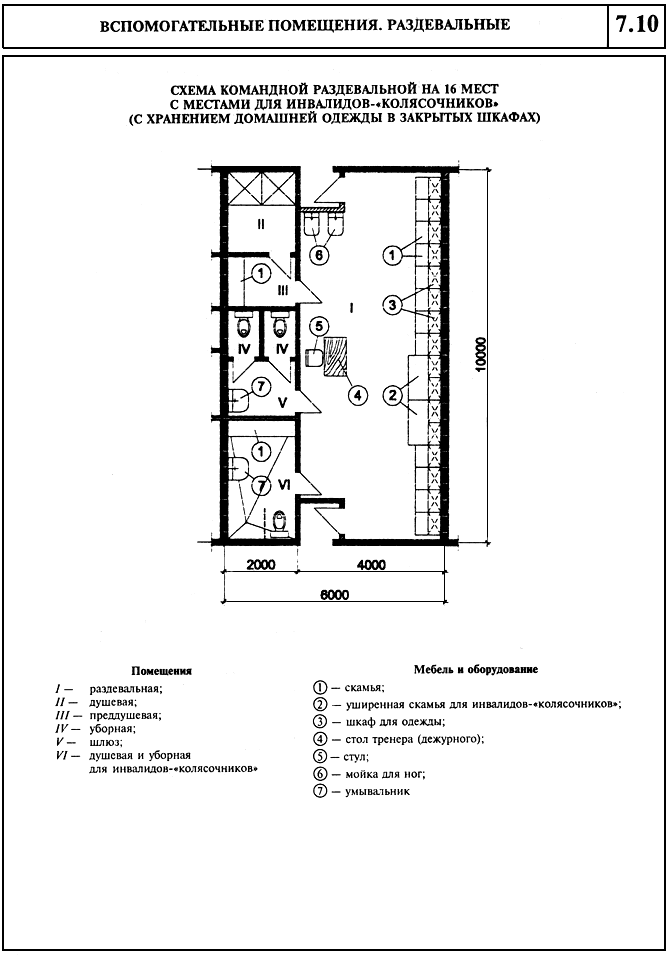 ВСПОМОГАТЕЛЬНЫЕ ПОМЕЩЕНИЯ. РАЗДЕВАЛЬНЫЕ
7.10
СХЕМА КОМАНДНОЙ РАЗДЕВАЛЬНОЙ НА 16 МЕСТ
С МЕСТАМИ ДЛЯ ИНВАЛИДОВ-«КОЛЯСОЧНИКОВ»
(С ХРАНЕНИЕМ ДОМАШНЕЙ ОДЕЖДЫ В ЗАКРЫТЫХ ШКАФАХ)
II
6
1
1
III
3
I
5
IV
IV
10000
7
4
2
V
1
7
VI
2000
4000
6000
Помещения
I — раздевальная;
II — душевая;
III — преддушевая;
IV — уборная;
V — шлюз;
VI — душевая и уборная
для инвалидов-«колясочников»
Мебель и оборудование
1 — скамья;
2 — уширенная скамья для инвалидов-«колясочников»;
3 — шкаф для одежды;
4 — стол тренера (дежурного);
5 — стул;
6 — мойка для ног;
7 — умывальник